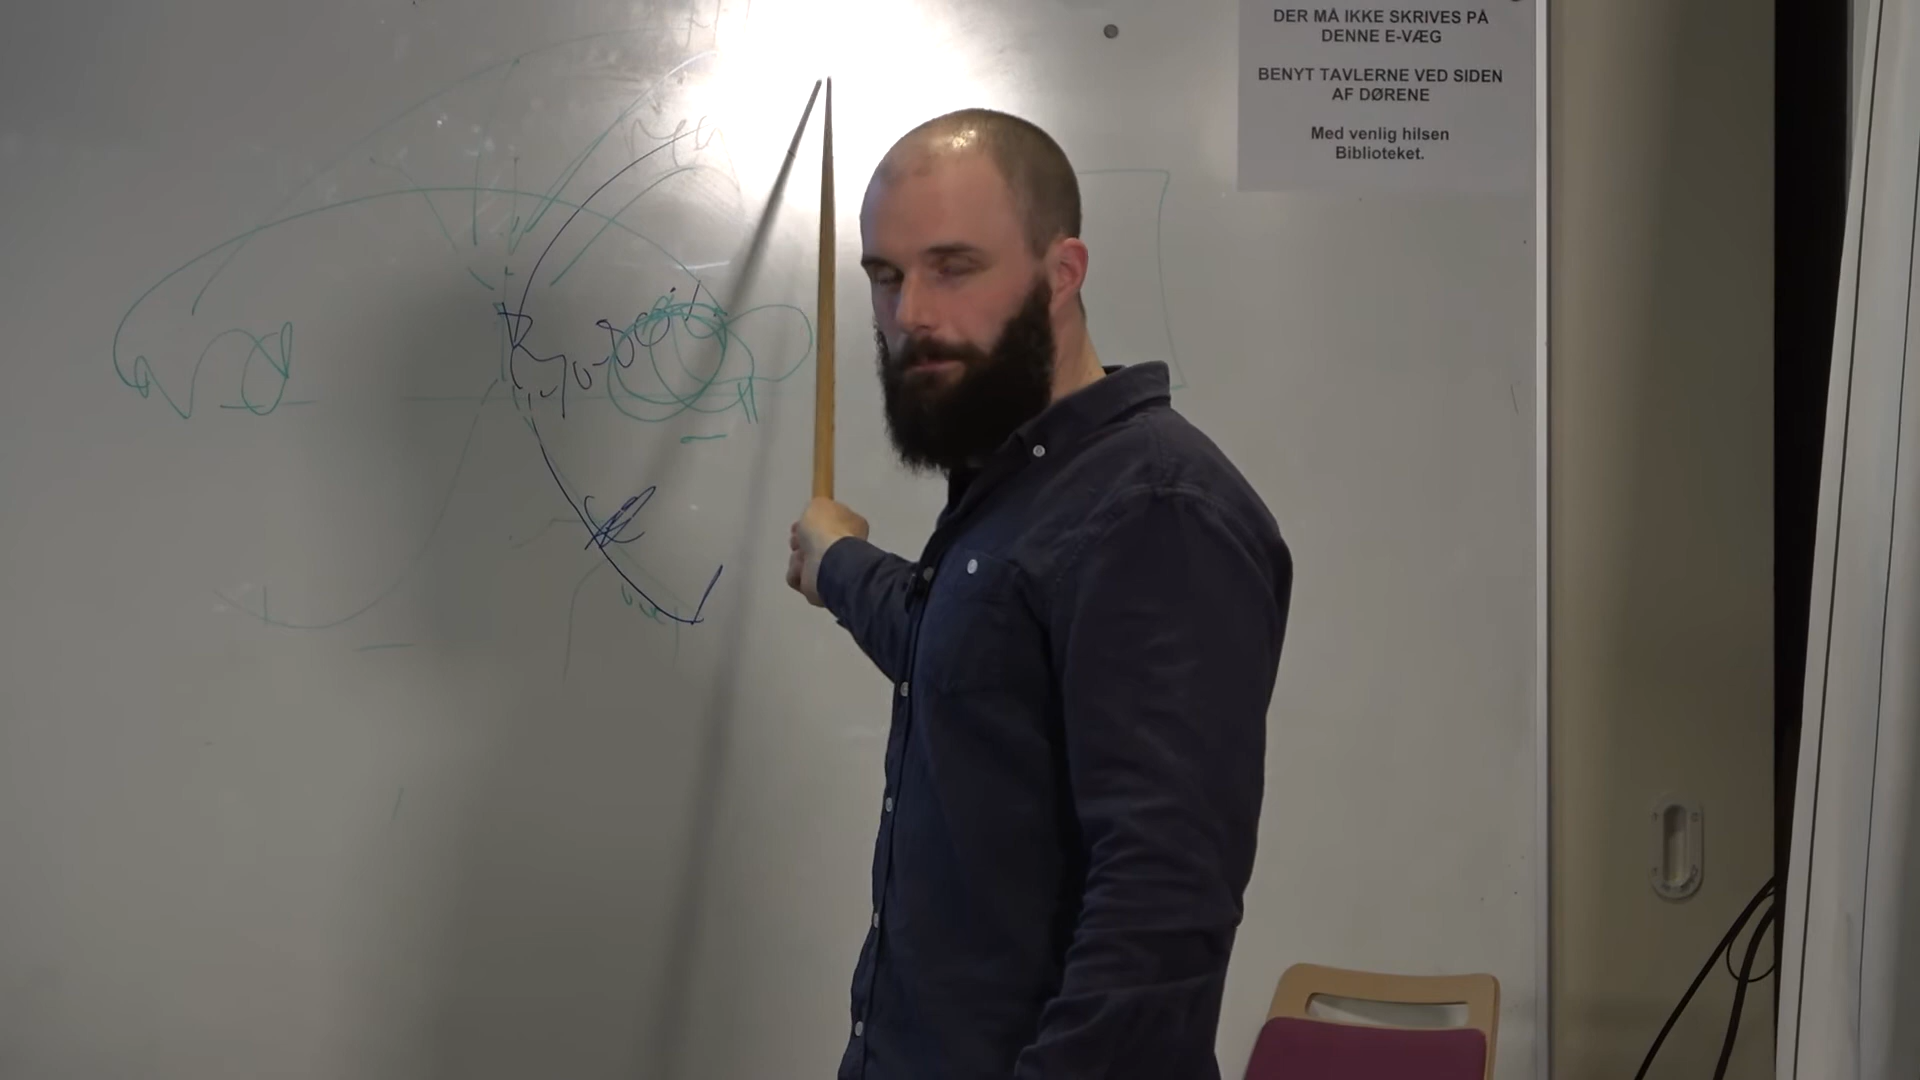 DER MÅ IKKE SKRIVES PÅ
DENNE E-VÆG
BENYT TAVLERNE VED SIDEN
AF DØRENE
Med venlig hilsen
Biblioteket.